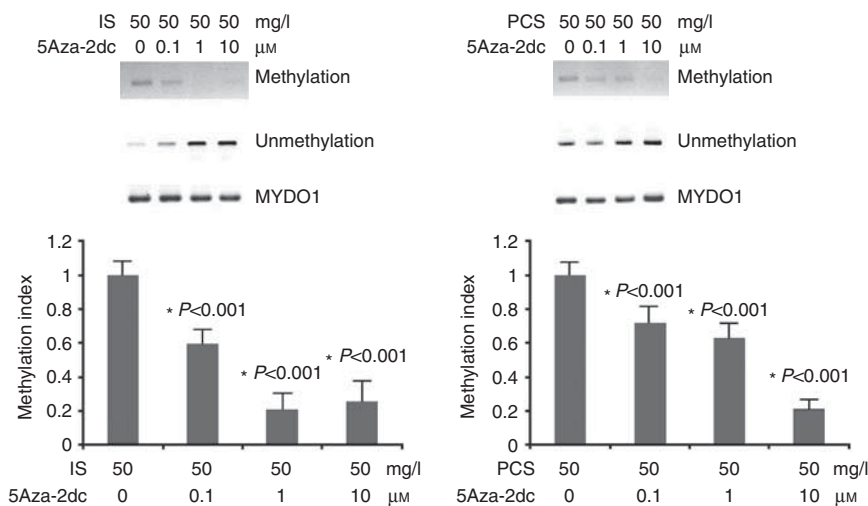 IS 50 50 50 50 mg/l
5Aza-2dc 0 0.1 1 10 μM
Methylation
Unmethylation
MYDO1
1.2
1
0.8
0.6
0.4
0.2
0
Methylation index
* P<0.001
* P<0.001
* P<0.001
IS 50 50 50 50 mg/l
5Aza-2dc 0 0.1 1 10 μM
PCS 50 50 50 50 mg/l
5Aza-2dc 0 0.1 1 10 μM
Methylation
Unmethylation
MYDO1
1.2
1
0.8
0.6
0.4
0.2
0
Methylation index
* P<0.001
* P<0.001
* P<0.001
PCS 50 50 50 50 mg/l
5Aza-2dc 0 0.1 1 10 μM